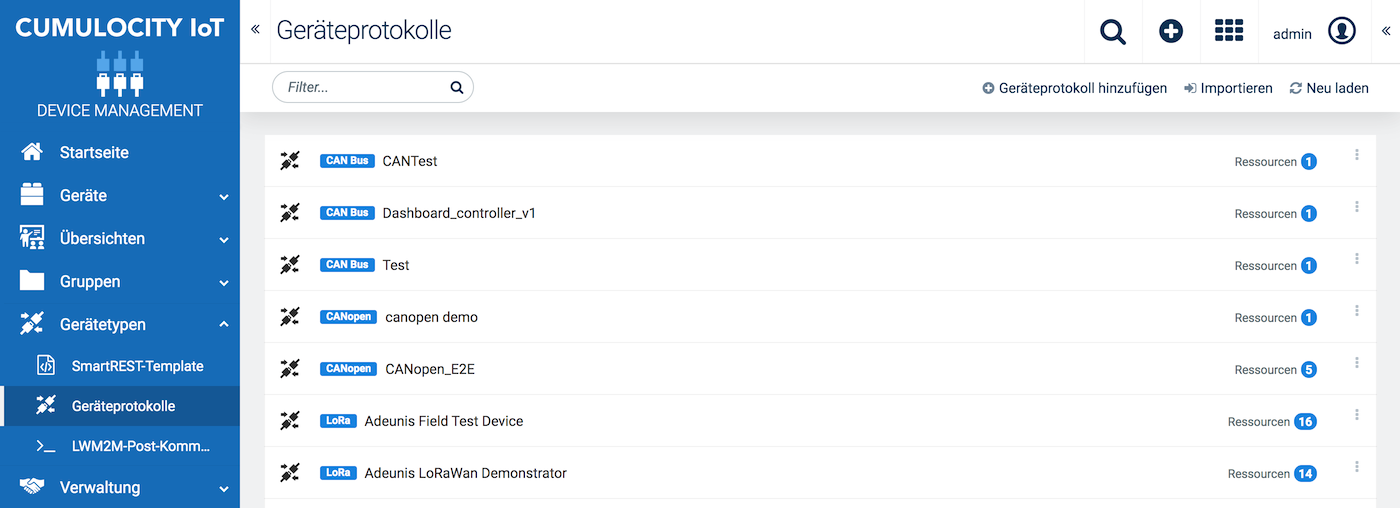 CUMULOCITY IoT
DEVICE MANAGEMENT
Startseite
Geräte
Übersichten
Gruppen
Gerätetypen
SmartREST-Template
Geräteprotokolle
LWM2M-Post-Komm...
Verwaltung
Geräteprotokolle
admin
Filter...
Geräteprotokoll hinzufügen Importieren Neu laden
CAN Bus CANTest Ressourcen 1
CAN Bus Dashboard_controller_v1 Ressourcen 1
CAN Bus Test Ressourcen 1
CANopen canopen demo Ressourcen 1
CANopen CANopen_E2E Ressourcen 5
LoRa Adeunis Field Test Device Ressourcen 16
LoRa Adeunis LoRaWan Demonstrator Ressourcen 14